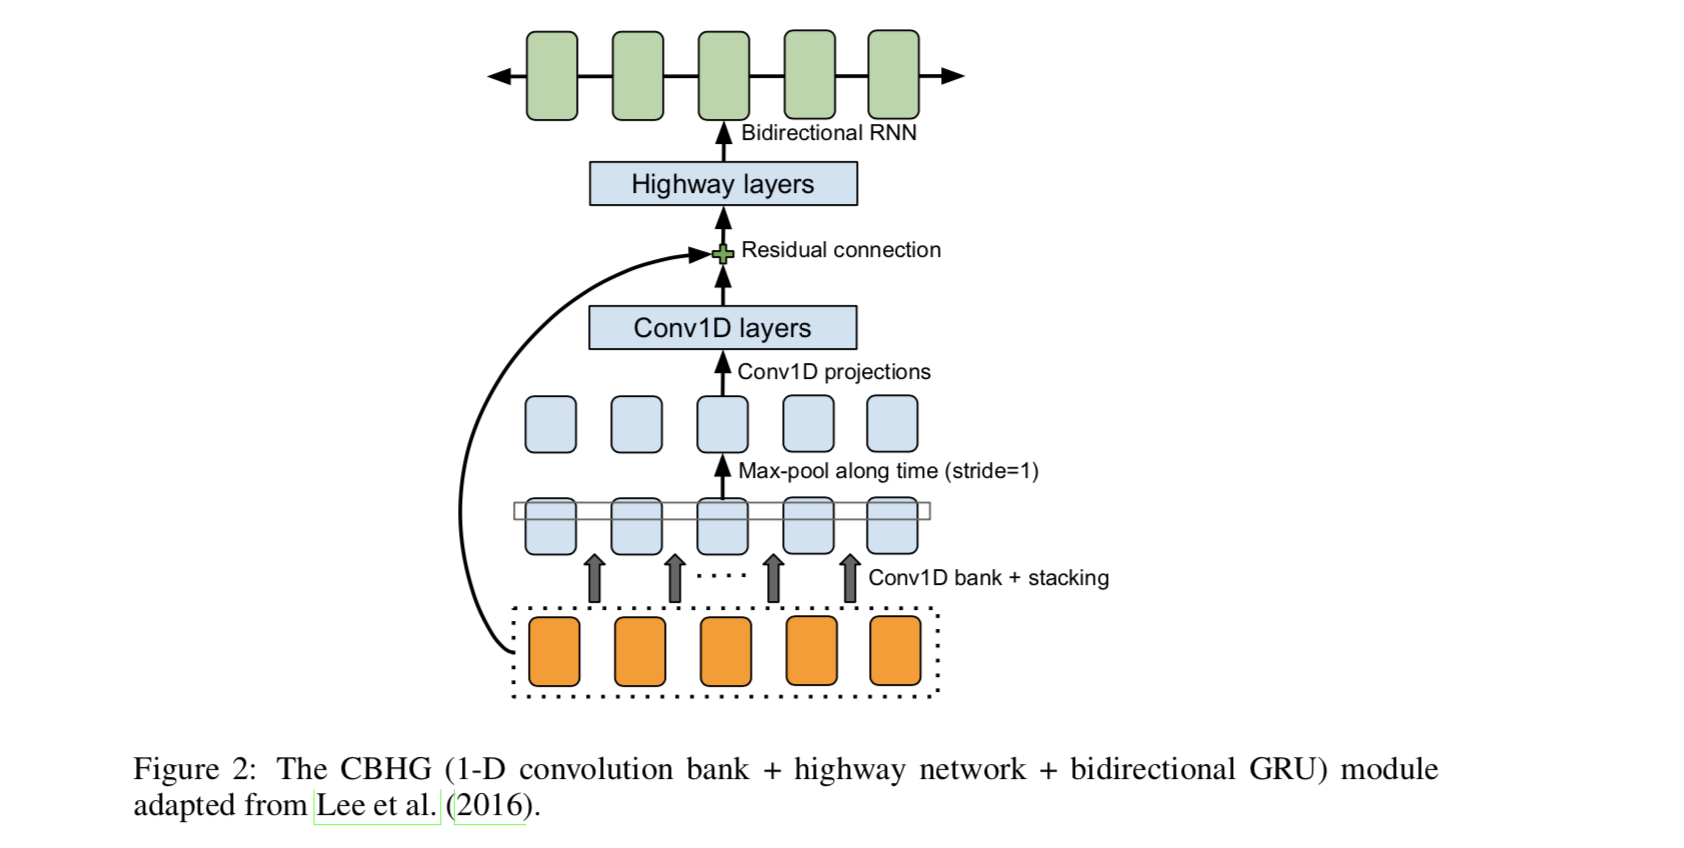 Bidirectional RNN
Highway layers
Residual connection
Conv1D layers
Conv1D projections
Max-pool along time (stride=1)
Conv1D bank + stacking
Figure 2: The CBHG (1-D convolution bank + highway network + bidirectional GRU) module
adapted from Lee et al. (2016).